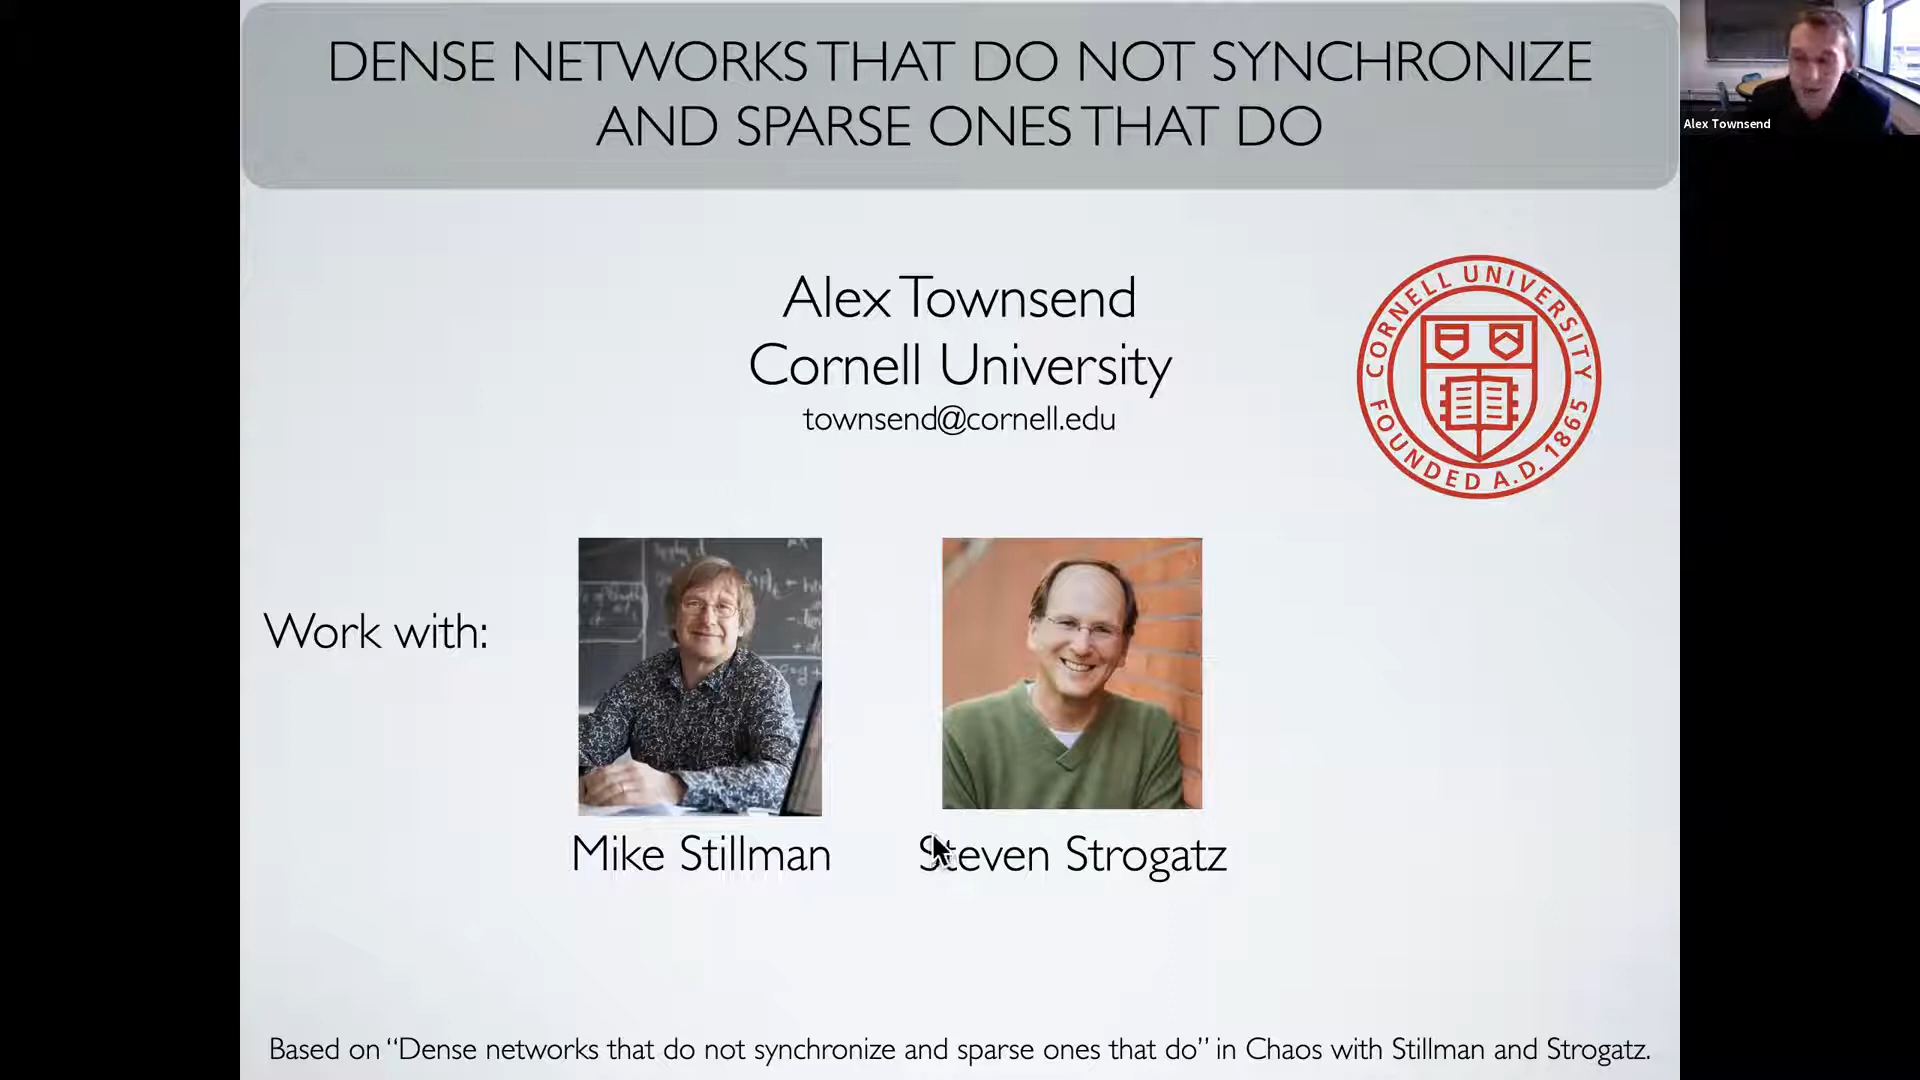 DENSE NETWORKS THAT DO NOT SYNCHRONIZE
AND SPARSE ONES THAT DO
Alex Townsend
Alex Townsend
Cornell University
townsend@cornell.edu
CORNELL UNIVERSITY
FOUNDED A.D. 1865
Work with:
Mike Stillman
Steven Strogatz
Based on “Dense networks that do not synchronize and sparse ones that do” in Chaos with Stillman and Strogatz.